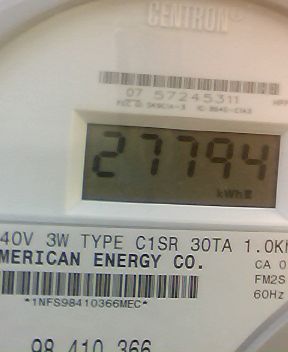 CENTRON®
07 57245311
27794
kWh
40V 3W TYPE C1SR 30TA 1.0K
MERICAN ENERGY CO.
CA 0
FM2S
60Hz
*1NFS98410366MEC*
98 410 366